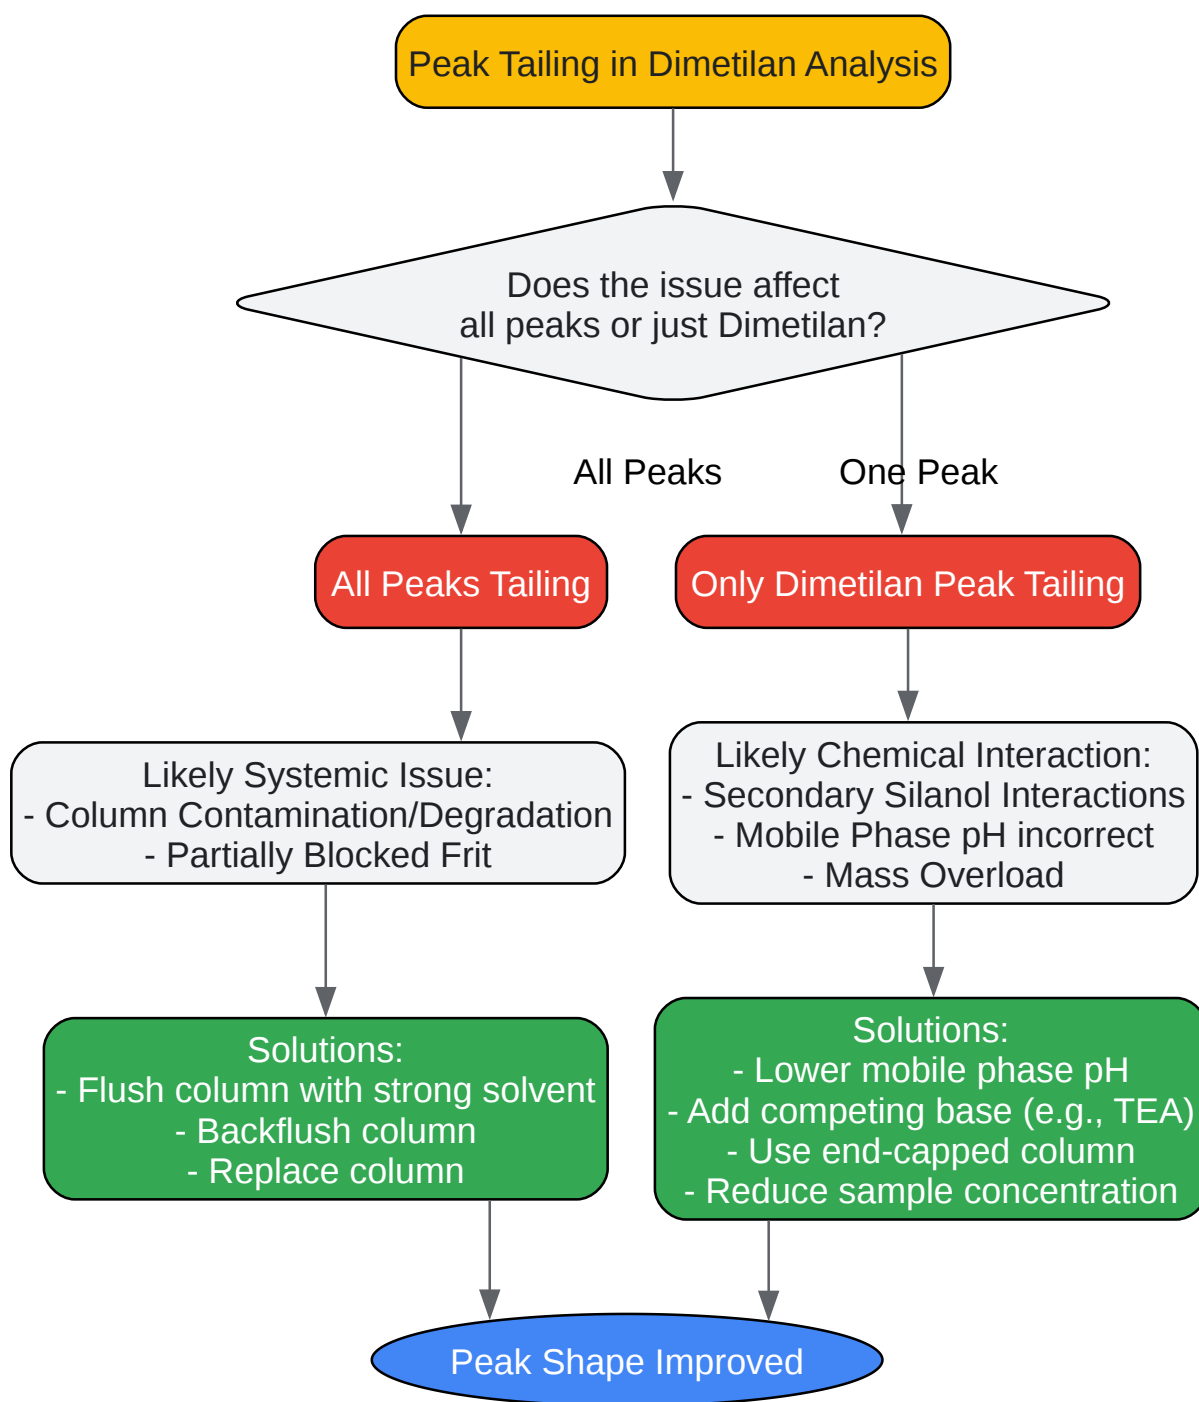 Peak Tailing in Dimetilan Analysis
Does the issue affect
all peaks or just Dimetilan?
All Peaks
One Peak
All Peaks Tailing
Only Dimetilan Peak Tailing
Likely Systemic Issue:
- Column Contamination/Degradation
- Partially Blocked Frit
Likely Chemical Interaction:
- Secondary Silanol Interactions
- Mobile Phase pH incorrect
- Mass Overload
Solutions:
- Flush column with strong solvent
- Backflush column
- Replace column
Solutions:
- Lower mobile phase pH
- Add competing base (e.g., TEA)
- Use end-capped column
- Reduce sample concentration
Peak Shape Improved